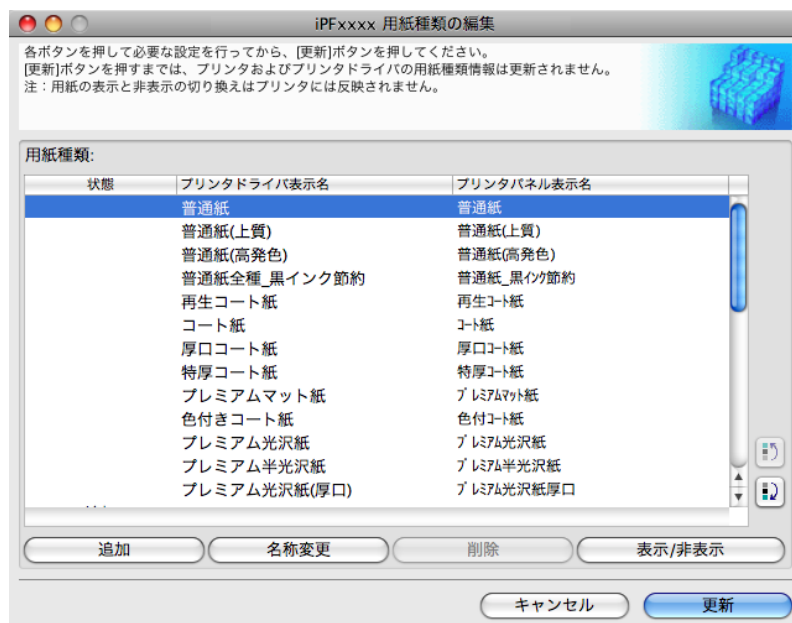 iPFxxxx 用紙種類の編集
各ボタンを押して必要な設定を行ってから、[更新]ボタンを押してください。
[更新]ボタンを押すまでは、プリンタおよびプリンタドライバの用紙種類情報は更新されません。
注：用紙の表示と非表示の切り換えはプリンタには反映されません。
用紙種類:
状態 プリンタドライバ表示名 プリンタパネル表示名
普通紙 普通紙
普通紙(上質) 普通紙(上質)
普通紙(高発色) 普通紙(高発色)
普通紙全種_黒インク節約 普通紙_黒ｲﾝｸ節約
再生コート紙 再生ｺｰﾄ紙
コート紙 ｺｰﾄ紙
厚口コート紙 厚口ｺｰﾄ紙
特厚コート紙 特厚ｺｰﾄ紙
プレミアムマット紙 ﾌﾟﾚﾐｱﾑﾏｯﾄ紙
色付きコート紙 色付ｺｰﾄ紙
プレミアム光沢紙 ﾌﾟﾚﾐｱﾑ光沢紙
プレミアム半光沢紙 ﾌﾟﾚﾐｱﾑ半光沢紙
プレミアム光沢紙(厚口) ﾌﾟﾚﾐｱﾑ光沢紙厚口
追加 名称変更 削除 表示/非表示
キャンセル 更新